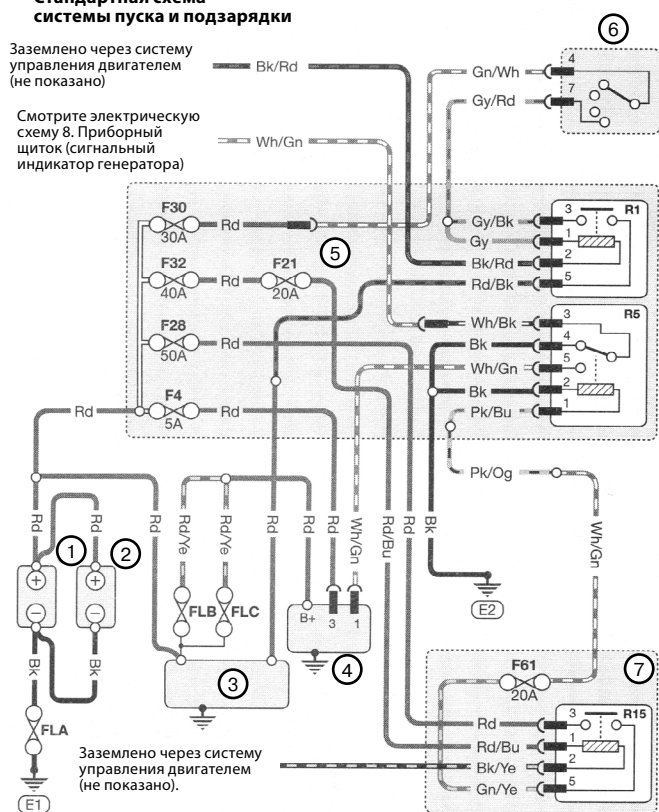 Стандартная схема
системы пуска и подзарядки
Заземлено через систему
управления двигателем
(не показано)
Bk/Rd
Смотрите электрическую
схему 8. Приборный
щиток (сигнальный
индикатор генератора)
Wh/Gn
6
4
7
Gn/Wh
Gy/Rd
F30
30A
Rd
5
F32
40A
Rd
F21
20A
F28
50A
Rd
F4
5A
Rd
Rd
Gy/Bk
Gy
Bk/Rd
Rd/Bk
3
1
2
5
R1
Wh/Bk
Bk
Wh/Gn
Bk
Pk/Bu
3
4
5
2
1
R5
Pk/Og
Rd
Rd
Rd
Rd/Ye
Rd/Ye
Rd
Rd
Rd
Wh/Gn
Rd/Bu
Rd
Bk
Wh/Gn
1
2
+
−
+
−
Bk
Bk
FLA
E1
FLB
FLC
3
B+
3
1
4
E2
7
F61
20A
Rd
Rd/Bu
Bk/Ye
Gn/Ye
3
1
2
5
R15
Заземлено через систему
управления двигателем
(не показано).